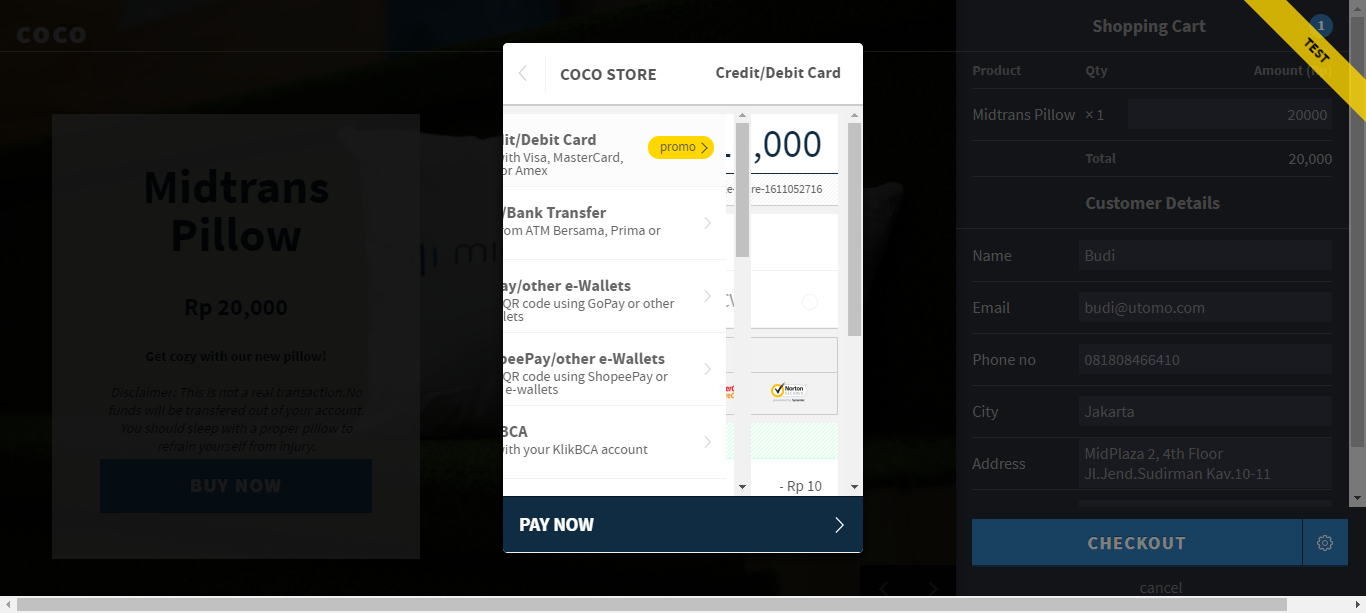 coco
Midtrans
Pillow
Rp 20,000
Get cozy with our new pillow!
Disclaimer: This is not a real transaction.No
funds will be transfered out of your account.
You should sleep with a proper pillow to
refrain yourself from injury.
BUY NOW
COCO STORE
Credit/Debit Card
it/Debit Card
promo
with Visa, MasterCard,
or Amex
,000
re-1611052716
/Bank Transfer
rom ATM Bersama, Prima or
ay/other e-Wallets
QR code using GoPay or other
lets
CV
peePay/other e-Wallets
QR code using ShopeePay or
e-wallets
Norton
SECURED
BCA
with your KlikBCA account
- Rp 10
PAY NOW
Shopping Cart
1
TEST
Product Qty Amount (
Midtrans Pillow × 1 20000
Total 20,000
Customer Details
Name Budi
Email budi@utomo.com
Phone no 081808466410
City Jakarta
Address MidPlaza 2, 4th Floor
Jl.Jend.Sudirman Kav.10-11
CHECKOUT
cancel